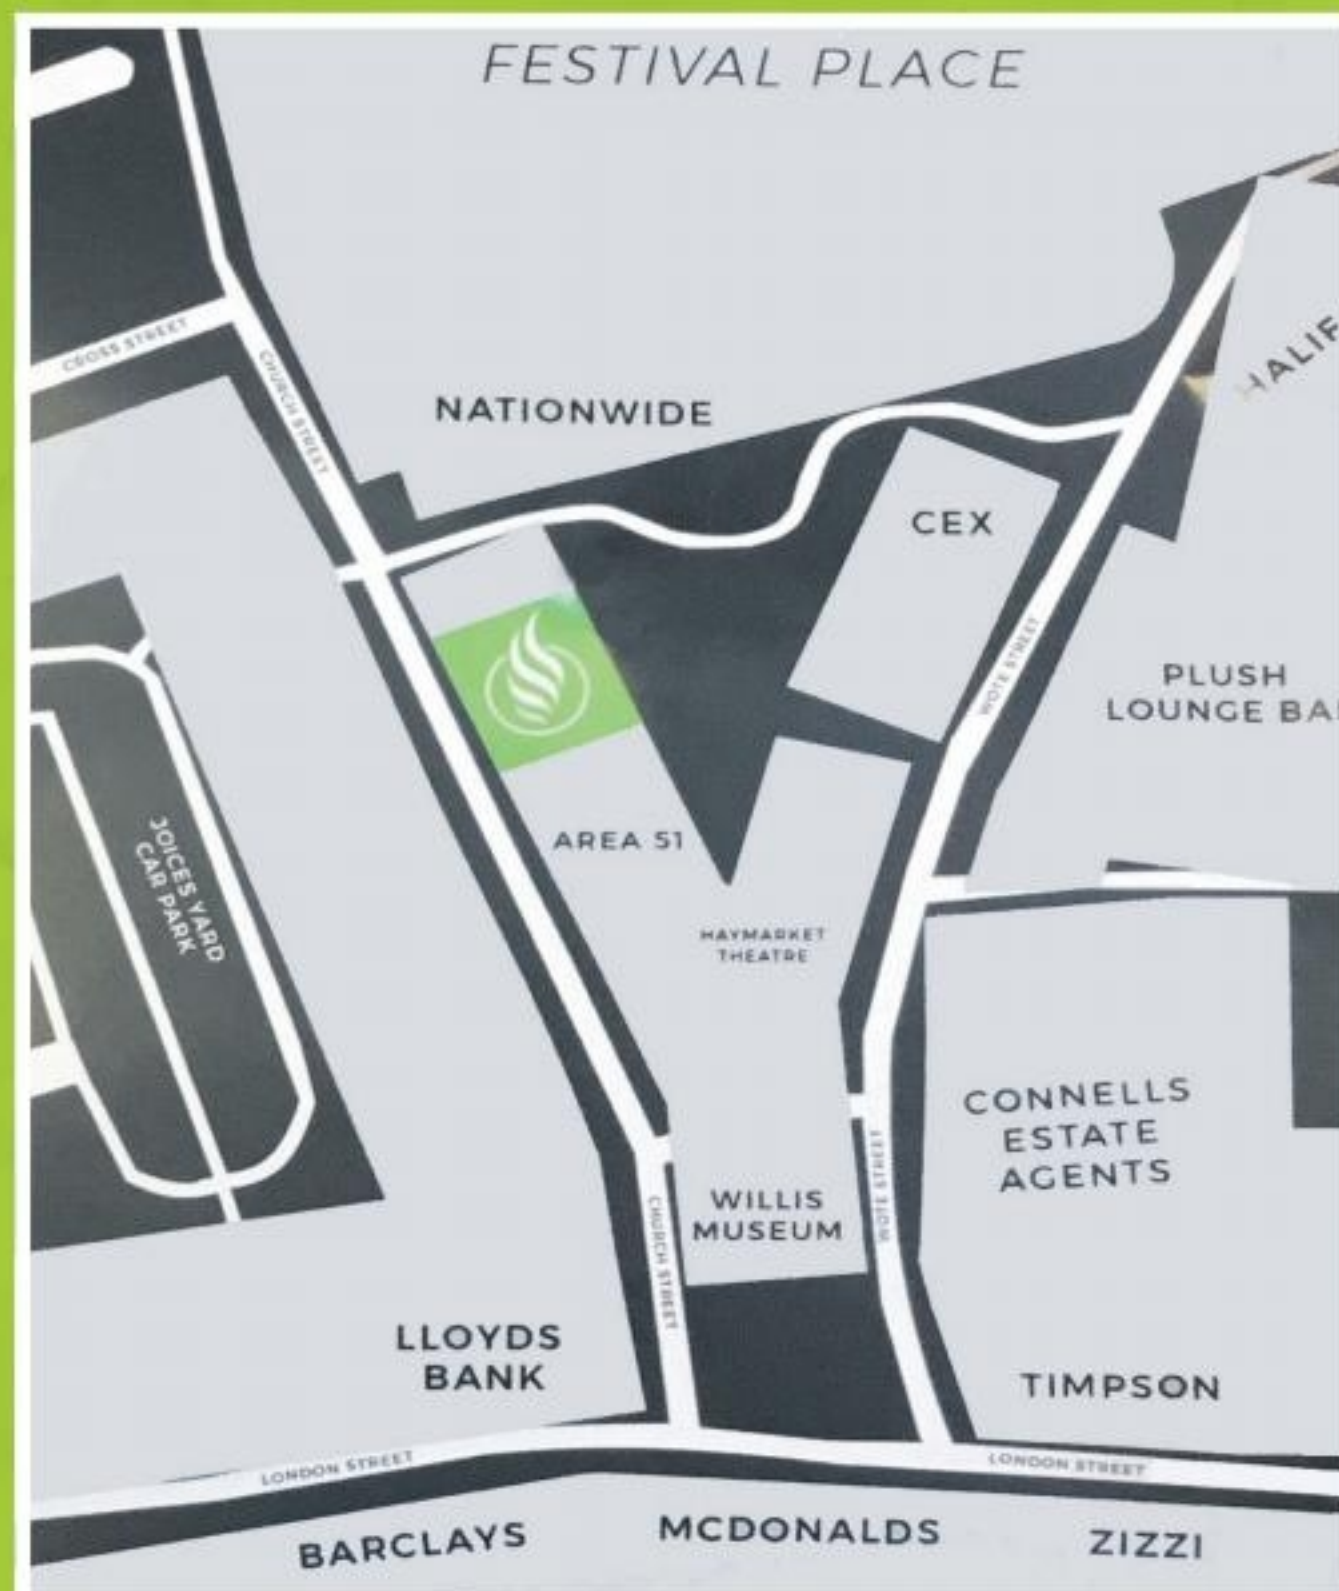 FESTIVAL PLACE
CROSS STREET
CHURCH STREET
NATIONWIDE
HALIF
CEX
WOTE STREET
PLUSH
LOUNGE BA
JOICES YARD
CAR PARK
AREA 51
HAYMARKET
THEATRE
CONNELLS
ESTATE
AGENTS
WOTE STREET
WILLIS
MUSEUM
CHURCH STREET
LLOYDS
BANK
TIMPSON
LONDON STREET
LONDON STREET
BARCLAYS
MCDONALDS
ZIZZI